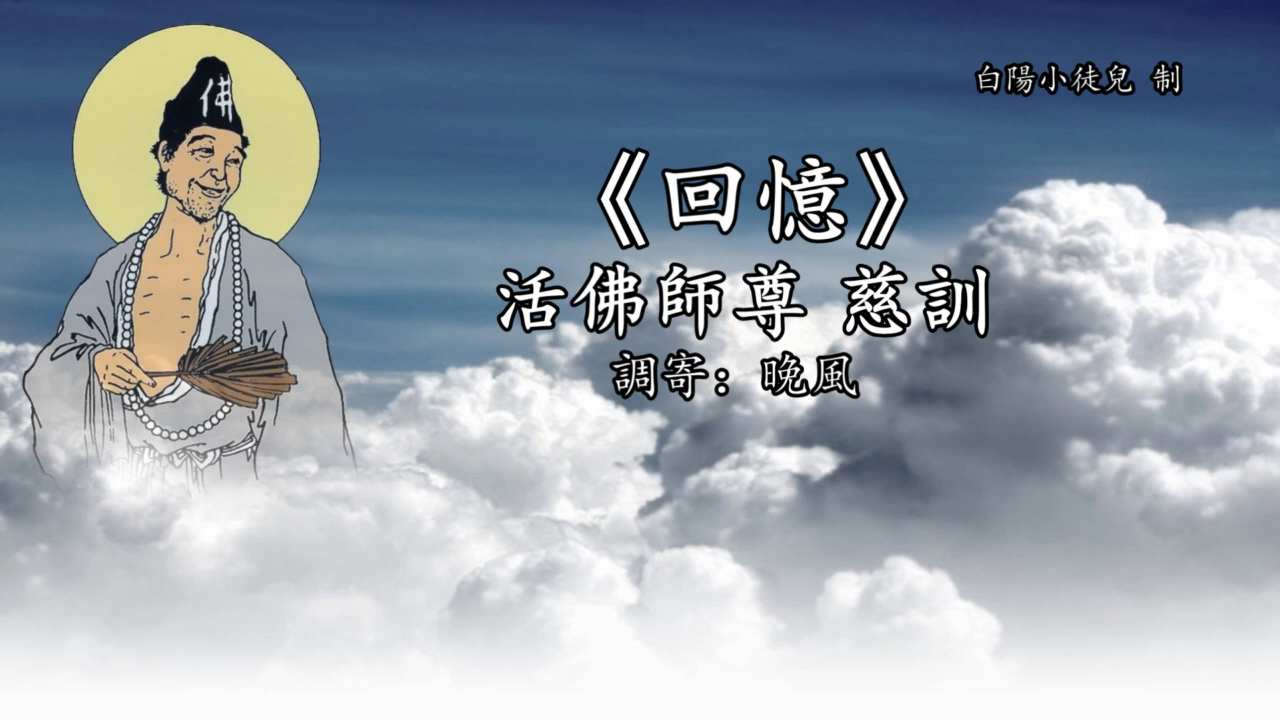 佛
白陽小徒兒 制
《回憶》
活佛師尊 慈訓
調寄：晚風